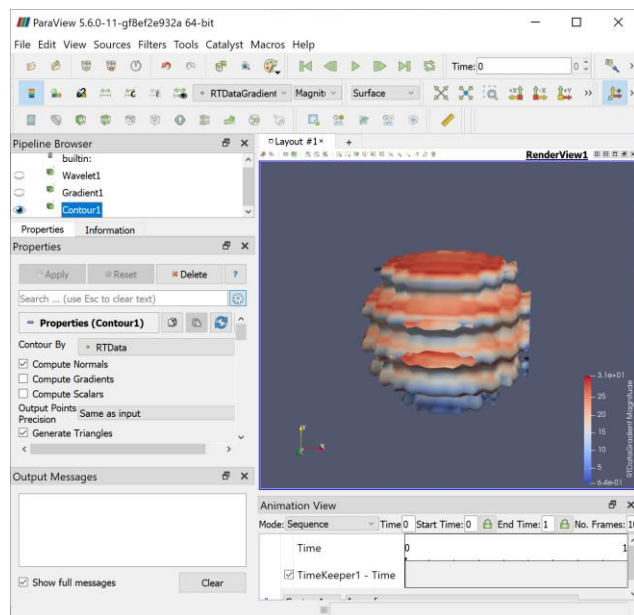 ParaView 5.6.0-11-gf8ef2e932a 64-bit
File Edit View Sources Filters Tools Catalyst Macros Help
Time: 0 0
RTDataGradient Magnit Surface
Pipeline Browser
builtin:
Wavelet1
Gradient1
Contour1
Properties Information
Properties
Apply Reset Delete ?
Search ... (use Esc to clear text)
Properties (Contour1)
Contour By RTData
Compute Normals
Compute Gradients
Compute Scalars
Output Points Precision Same as input
Generate Triangles
Output Messages
Show full messages Clear
Layout #1 +
RenderView1
3.1e+01
25
20
15
10
5
6.4e-01
RTDataGradient Magnitude
Y
X
Z
Animation View
Mode: Sequence Time 0 Start Time: 0 End Time: 1 No. Frames: 10
Time 0 1
TimeKeeper1 - Time